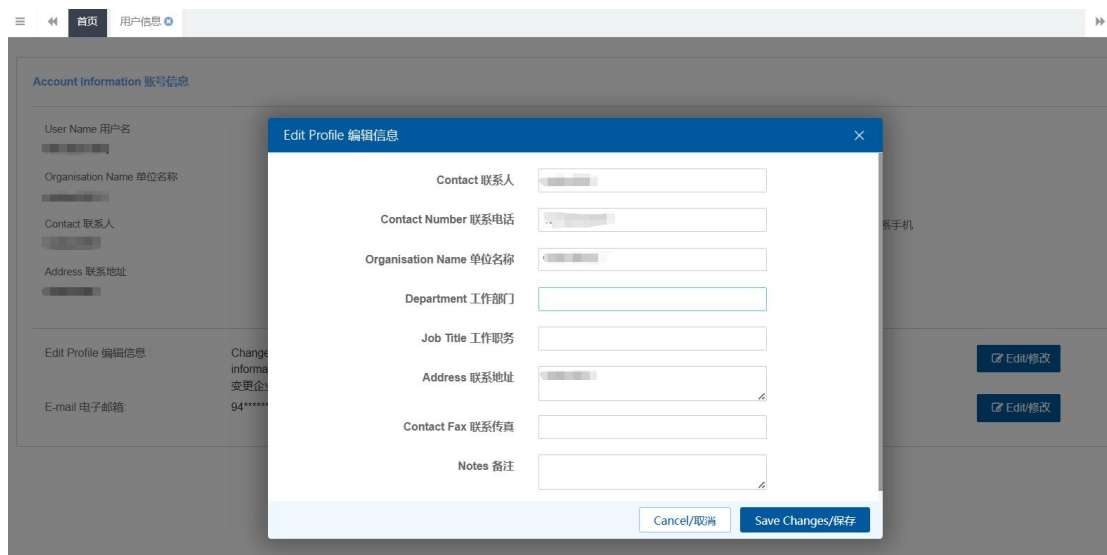 首页 用户信息
Account Information 账号信息
User Name 用户名
Organisation Name 单位名称
Contact 联系人
系手机
Address 联系地址
Edit Profile 编辑信息 :
Change
informa
变更企业
Edit/修改
E-mail 电子邮箱:
94******
Edit/修改
Edit Profile 编辑信息
Contact 联系人
Contact Number 联系电话
Organisation Name 单位名称
Department 工作部门
Job Title 工作职务
Address 联系地址
Contact Fax 联系传真
Notes 备注
Cancel/取消 Save Changes/保存